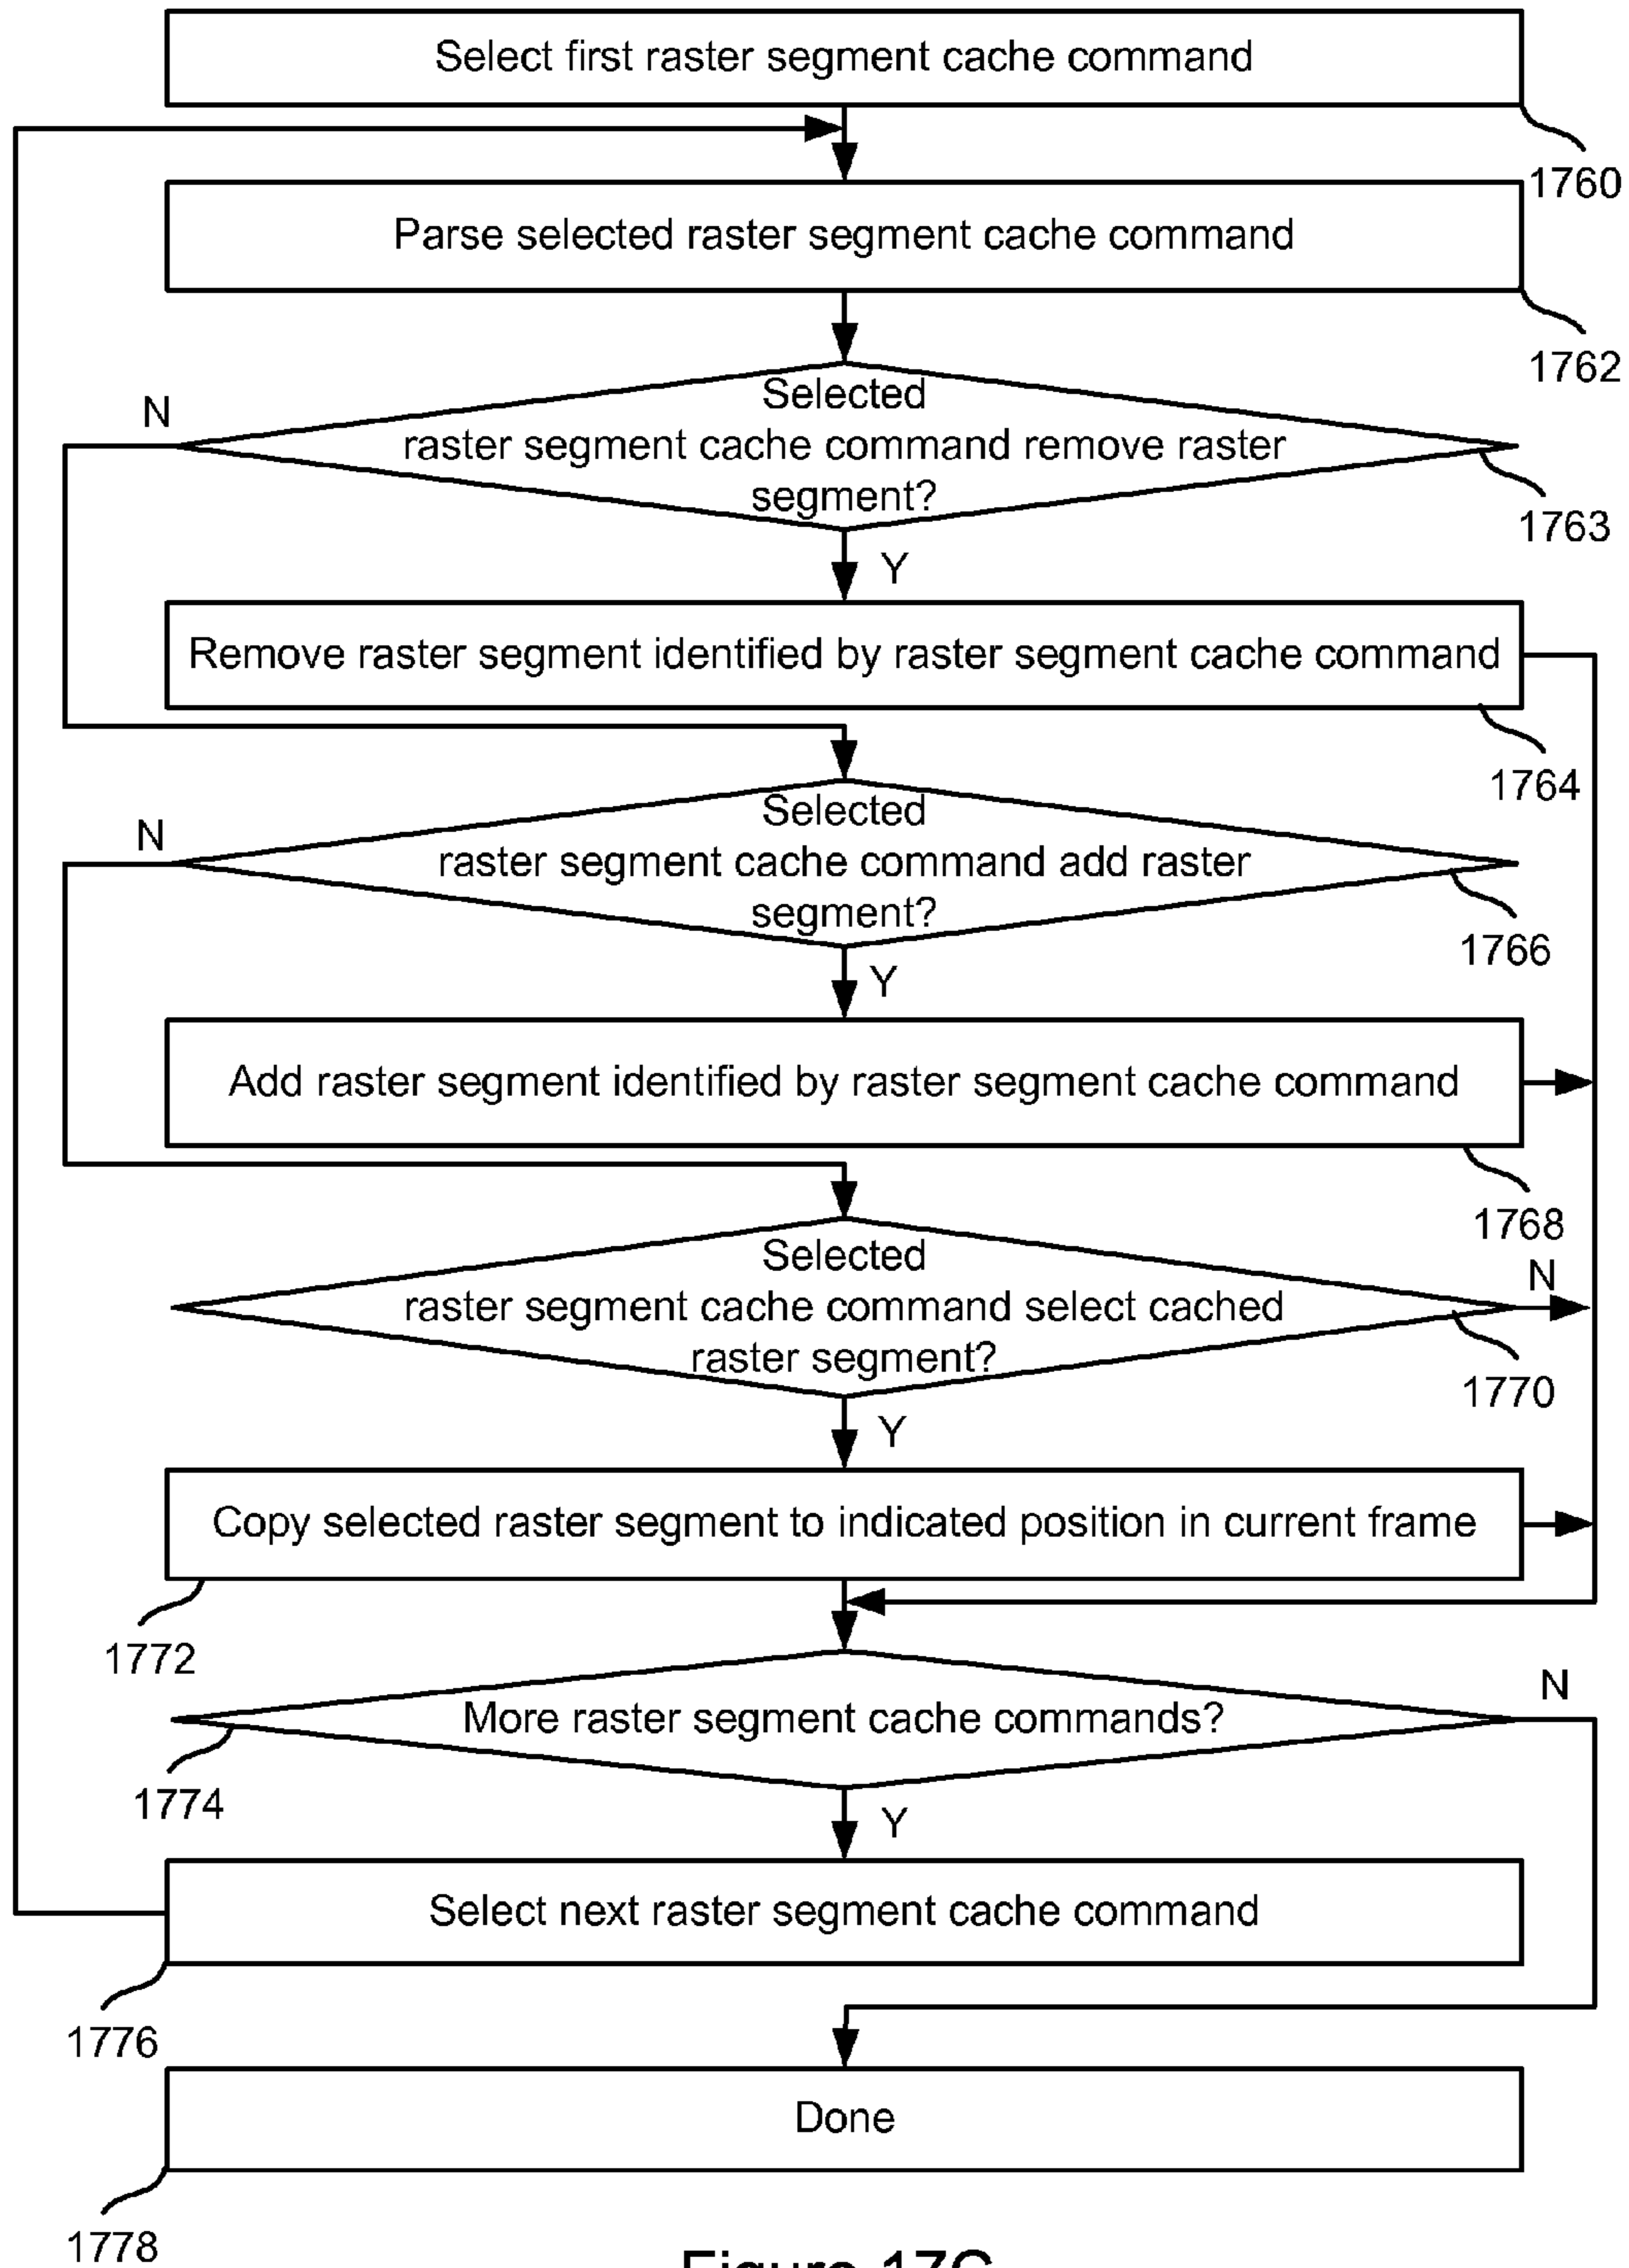 Select first raster segment cache command
1760
Parse selected raster segment cache command
1762
Selected
raster segment cache command remove raster
segment?
N
1763
Y
Remove raster segment identified by raster segment cache command
1764
Selected
raster segment cache command add raster
segment?
N
1766
Y
Add raster segment identified by raster segment cache command
1768
Selected
raster segment cache command select cached
raster segment?
N
1770
Y
Copy selected raster segment to indicated position in current frame
1772
More raster segment cache commands?
N
1774
Y
Select next raster segment cache command
1776
Done
1778
Figure 17C